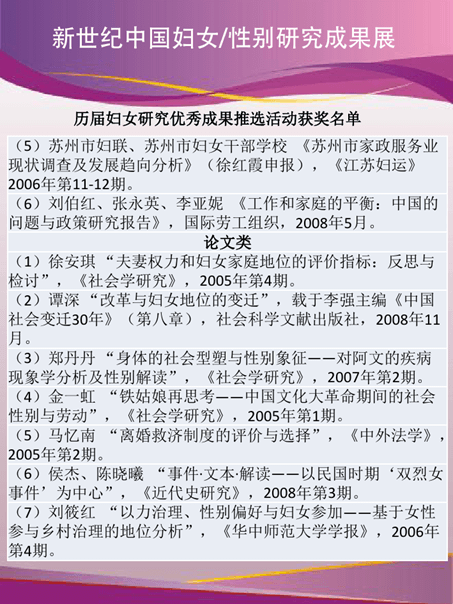 新世纪中国妇女/性别研究成果展
历届妇女研究优秀成果推选活动获奖名单
（5）苏州市妇联、苏州市妇女干部学校 《苏州市家政服务业
现状调查及发展趋向分析》（徐红霞申报），《江苏妇运》
2006年第11-12期。
（6）刘伯红、张永英、李亚妮 《工作和家庭的平衡：中国的
问题与政策研究报告》，国际劳工组织，2008年5月。
论文类
（1）徐安琪 “夫妻权力和妇女家庭地位的评价指标：反思与
检讨”，《社会学研究》，2005年第4期。
（2）谭深 “改革与妇女地位的变迁”，载于李强主编《中国
社会变迁30年》（第八章），社会科学文献出版社，2008年11
月。
（3）郑丹丹 “身体的社会型塑与性别象征——对阿文的疾病
现象学分析及性别解读”，《社会学研究》，2007年第2期。
（4）金一虹 “铁姑娘再思考——中国文化大革命期间的社会
性别与劳动”，《社会学研究》，2005年第1期。
（5）马忆南 “离婚救济制度的评价与选择”，《中外法学》，
2005年第2期。
（6）侯杰、陈晓曦 “事件·文本·解读——以民国时期‘双烈女
事件’为中心”，《近代史研究》，2008年第3期。
（7）刘筱红 “以力治理、性别偏好与妇女参加——基于女性
参与乡村治理的地位分析”，《华中师范大学学报》，2006年
第4期。